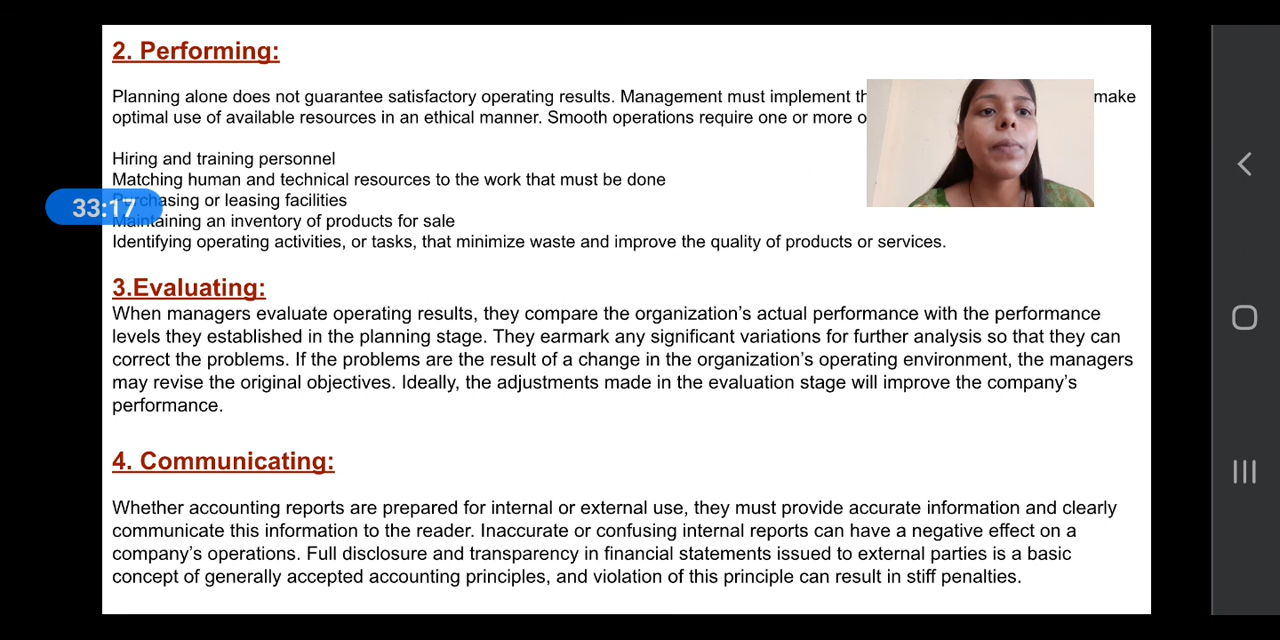 2. Performing:
Planning alone does not guarantee satisfactory operating results. Management must implement make
optimal use of available resources in an ethical manner. Smooth operations require one or more
Hiring and training personnel
Matching human and technical resources to the work that must be done
Purchasing or leasing facilities
33:17
Maintaining an inventory of products for sale
Identifying operating activities, or tasks, that minimize waste and improve the quality of products or services.
3.Evaluating:
When managers evaluate operating results, they compare the organization's actual performance with the performance
levels they established in the planning stage. They earmark any significant variations for further analysis so that they can
correct the problems. If the problems are the result of a change in the organization's operating environment, the managers
may revise the original objectives. Ideally, the adjustments made in the evaluation stage will improve the company's
performance.
4. Communicating:
Whether accounting reports are prepared for internal or external use, they must provide accurate information and clearly
communicate this information to the reader. Inaccurate or confusing internal reports can have a negative effect on a
company's operations. Full disclosure and transparency in financial statements issued to external parties is a basic
concept of generally accepted accounting principles, and violation of this principle can result in stiff penalties.